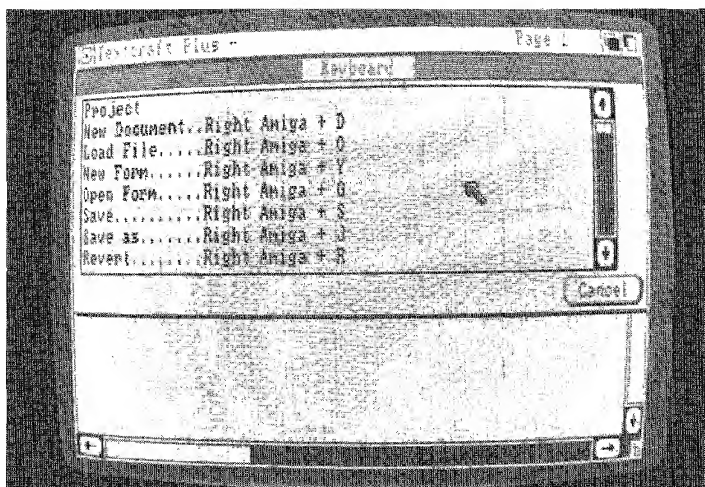 Textcraft Plus - Page 1
Keyboard
Project
New Document..Right Amiga + D
Load File.....Right Amiga + O
New Form......Right Amiga + Y
Open Form.....Right Amiga + G
Save..........Right Amiga + S
Save as.......Right Amiga + J
Revert........Right Amiga + R
Cancel